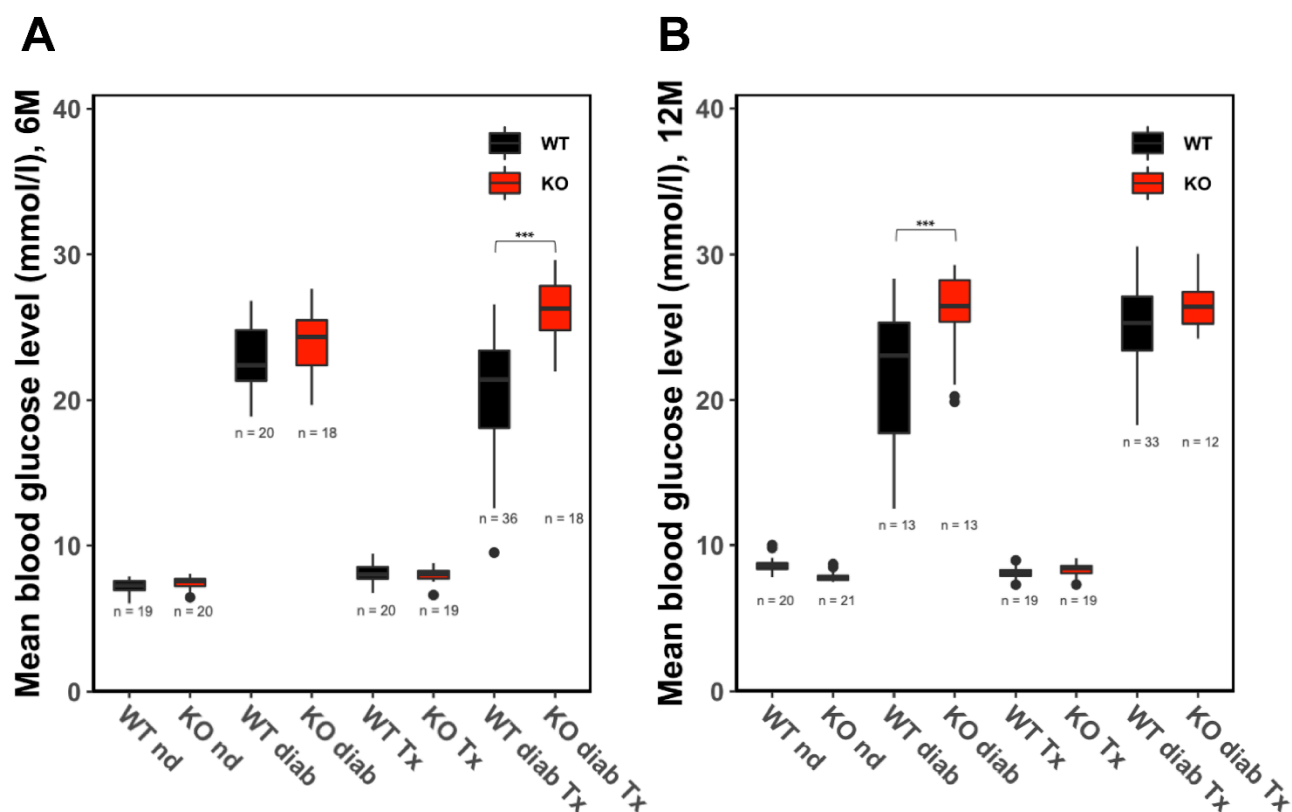 A
Mean blood glucose level (mmol/l), 6M
40
30
20
10
0
WT
KO
***
n = 19
n = 20
n = 20
n = 18
n = 20
n = 19
n = 36
n = 18
WT nd
KO nd
WT diab
KO diab
WT Tx
KO Tx
WT diab Tx
KO diab Tx
B
Mean blood glucose level (mmol/l), 12M
40
30
20
10
0
WT
KO
***
n = 20
n = 21
n = 13
n = 13
n = 19
n = 19
n = 33
n = 12
WT nd
KO nd
WT diab
KO diab
WT Tx
KO Tx
WT diab Tx
KO diab Tx